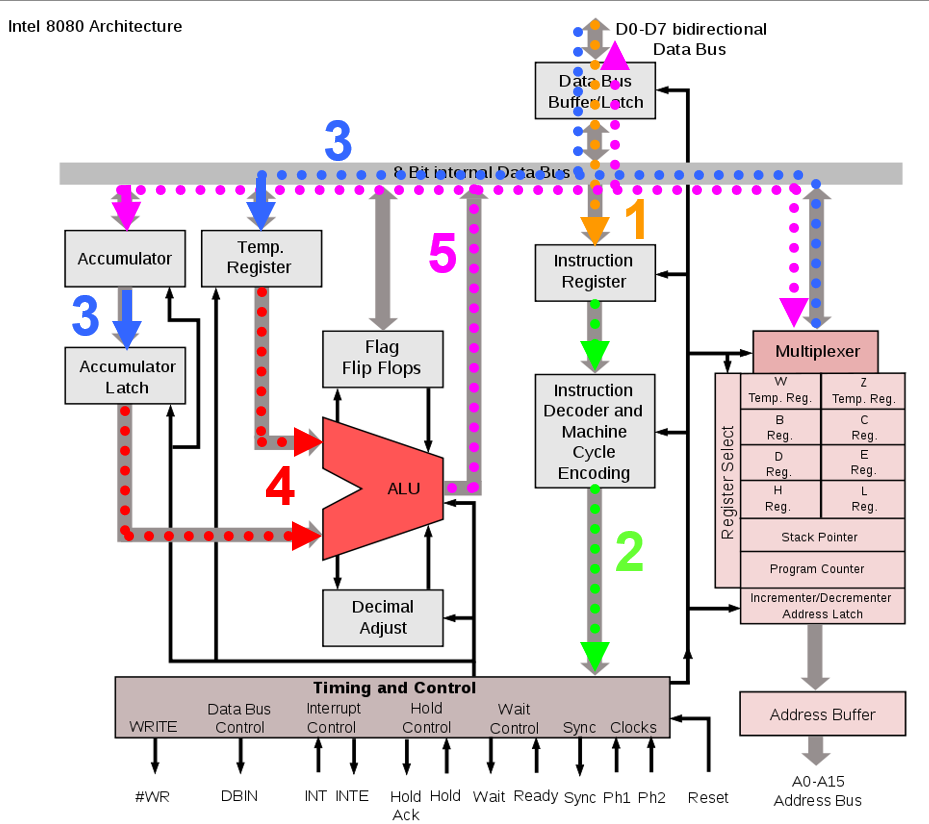 Intel 8080 Architecture
D0-D7 bidirectional
Data Bus
Data Bus
Buffer/Latch
3
8 Bit internal Data Bus
1
5
Accumulator
Temp.
Register
Instruction
Register
3
Accumulator
Latch
Flag
Flip Flops
Multiplexer
Instruction
Decoder and
Machine
Cycle
Encoding
Register Select
W
Temp. Reg.
Z
Temp. Reg.
B
Reg.
C
Reg.
D
Reg.
E
Reg.
H
Reg.
L
Reg.
4
ALU
2
Stack Pointer
Program Counter
Incrementer/Decrementer
Address Latch
Decimal
Adjust
Timing and Control
WRITE
Data Bus
Control
Interrupt
Control
Hold
Control
Wait
Control
Sync
Clocks
Address Buffer
#WR
DBIN
INT
INTE
Hold
Ack
Hold
Wait
Ready
Sync
Ph1
Ph2
Reset
A0-A15
Address Bus